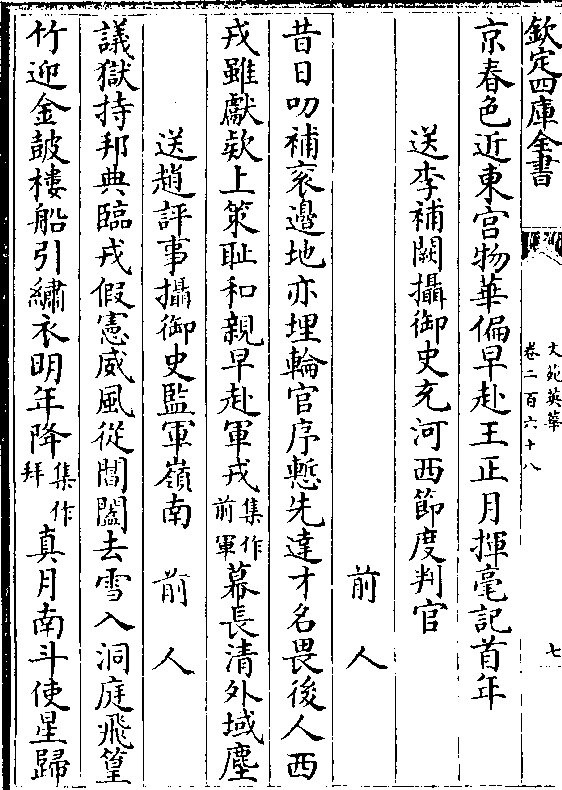 欽定四庫全書
文苑英華
卷二百六十八
七
京春色近東宫物華偏早赴王正月揮毫記首年
送李補闕攝御史充河西節度判官
前人
昔日叨補衮邊地亦埋輪官序慙先達才名畏後人西
戎雖獻欵上策耻和親早赴軍戎集作前軍幕長清外域塵
送趙評事攝御史監軍嶺南 前人
議獄持邦典臨戎假憲威風從閶闔去雪入洞庭飛篁
竹迎金鼓樓船引繡衣明年降集作拜真月南斗使星歸